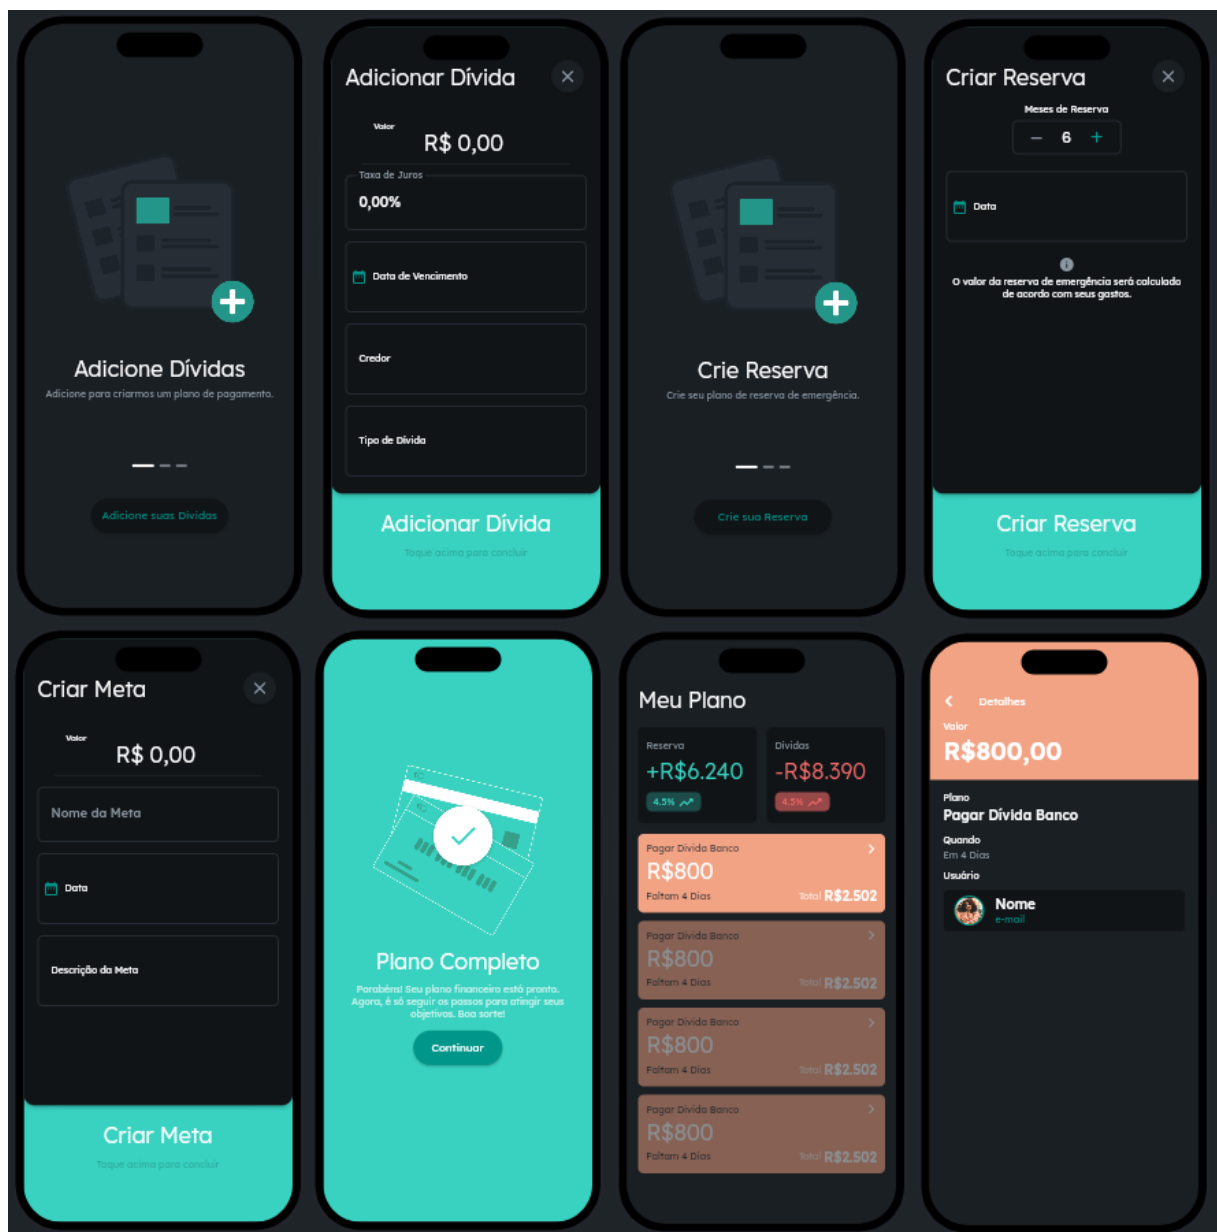 Adicione Dívidas
Adicione para criarmos um plano de pagamento.
Adicione suas Dívidas
Adicionar Dívida
Valor
R$ 0,00
Taxa de Juros
0,00%
Data de Vencimento
Credor
Tipo de Dívida
Adicionar Dívida
Toque acima para concluir
Crie Reserva
Crie seu plano de reserva de emergência.
Crie sua Reserva
Criar Reserva
Meses de Reserva
− 6 +
Data
O valor da reserva de emergência será calculado
de acordo com seus gastos.
Criar Reserva
Toque acima para concluir
Criar Meta
Valor
R$ 0,00
Nome da Meta
Data
Descrição da Meta
Criar Meta
Toque acima para concluir
Plano Completo
Parabéns! Seu plano financeiro está pronto.
Agora, é só seguir os passos para atingir seus
objetivos. Boa sorte!
Continuar
Meu Plano
Reserva
+R$6.240
4.5%
Dívidas
-R$8.390
4.5%
Pagar Dívida Banco
R$800
Faltam 4 Dias Total R$2.502
Pagar Dívida Banco
R$800
Faltam 4 Dias Total R$2.502
Pagar Dívida Banco
R$800
Faltam 4 Dias Total R$2.502
Pagar Dívida Banco
R$800
Faltam 4 Dias Total R$2.502
Detalhes
Valor
R$800,00
Plano
Pagar Dívida Banco
Quando
Em 4 Dias
Usuário
Nome
e-mail